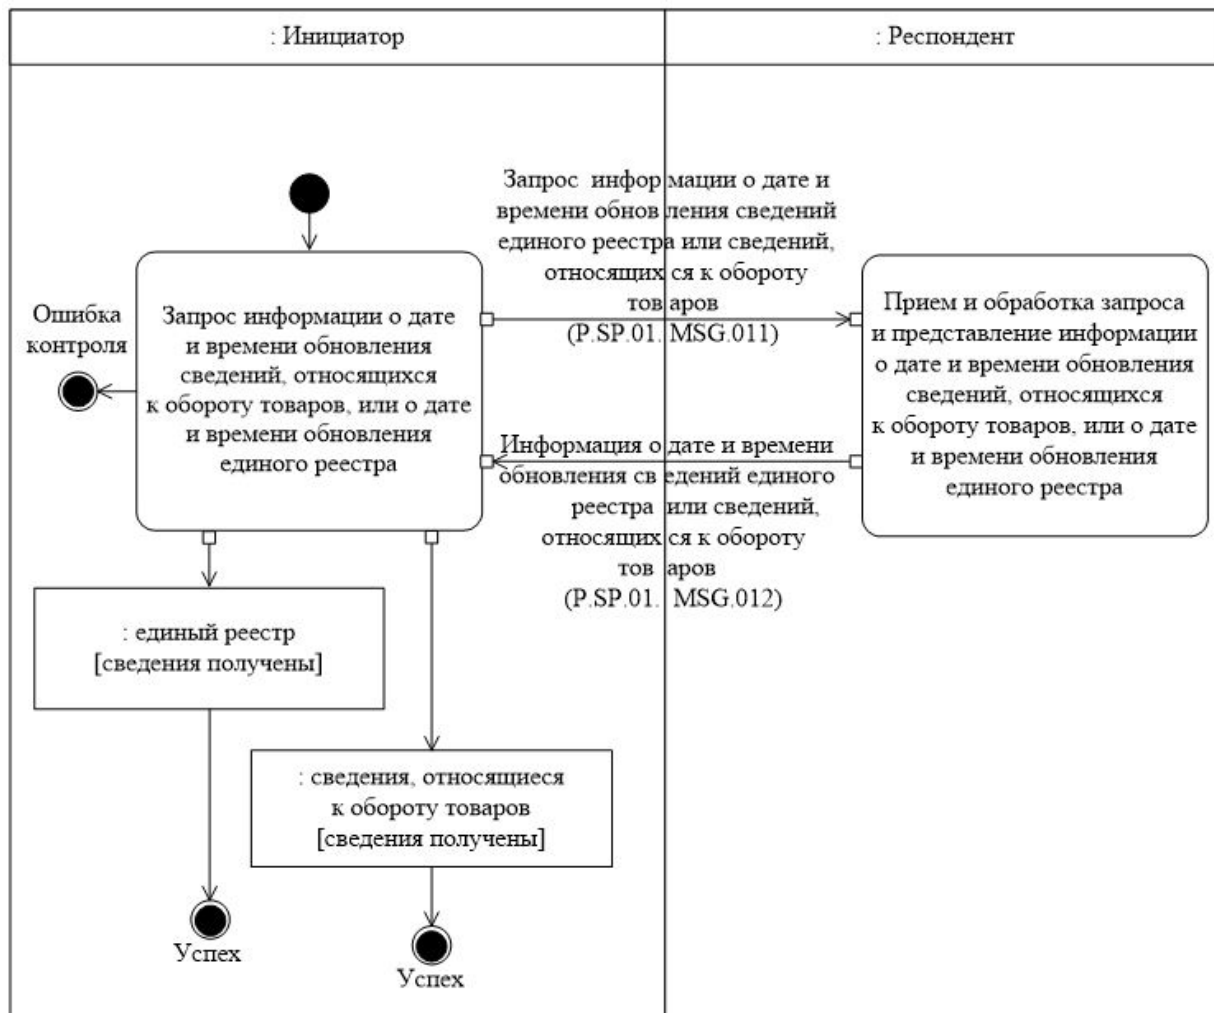 : Инициатор
: Респондент
Запрос информации о дате и
времени обновления сведений
единого реестра или сведений,
относящихся к обороту
товаров
(P.SP.01. MSG.011)
Ошибка
контроля
Запрос информации о дате
и времени обновления
сведений, относящихся
к обороту товаров, или о дате
и времени обновления
единого реестра
Прием и обработка запроса
и представление информации
о дате и времени обновления
сведений, относящихся
к обороту товаров, или о дате
и времени обновления
единого реестра
Информация о дате и времени
обновления сведений единого
реестра или сведений,
относящихся к обороту
товаров
(P.SP.01. MSG.012)
: единый реестр
[сведения получены]
: сведения, относящиеся
к обороту товаров
[сведения получены]
Успех
Успех